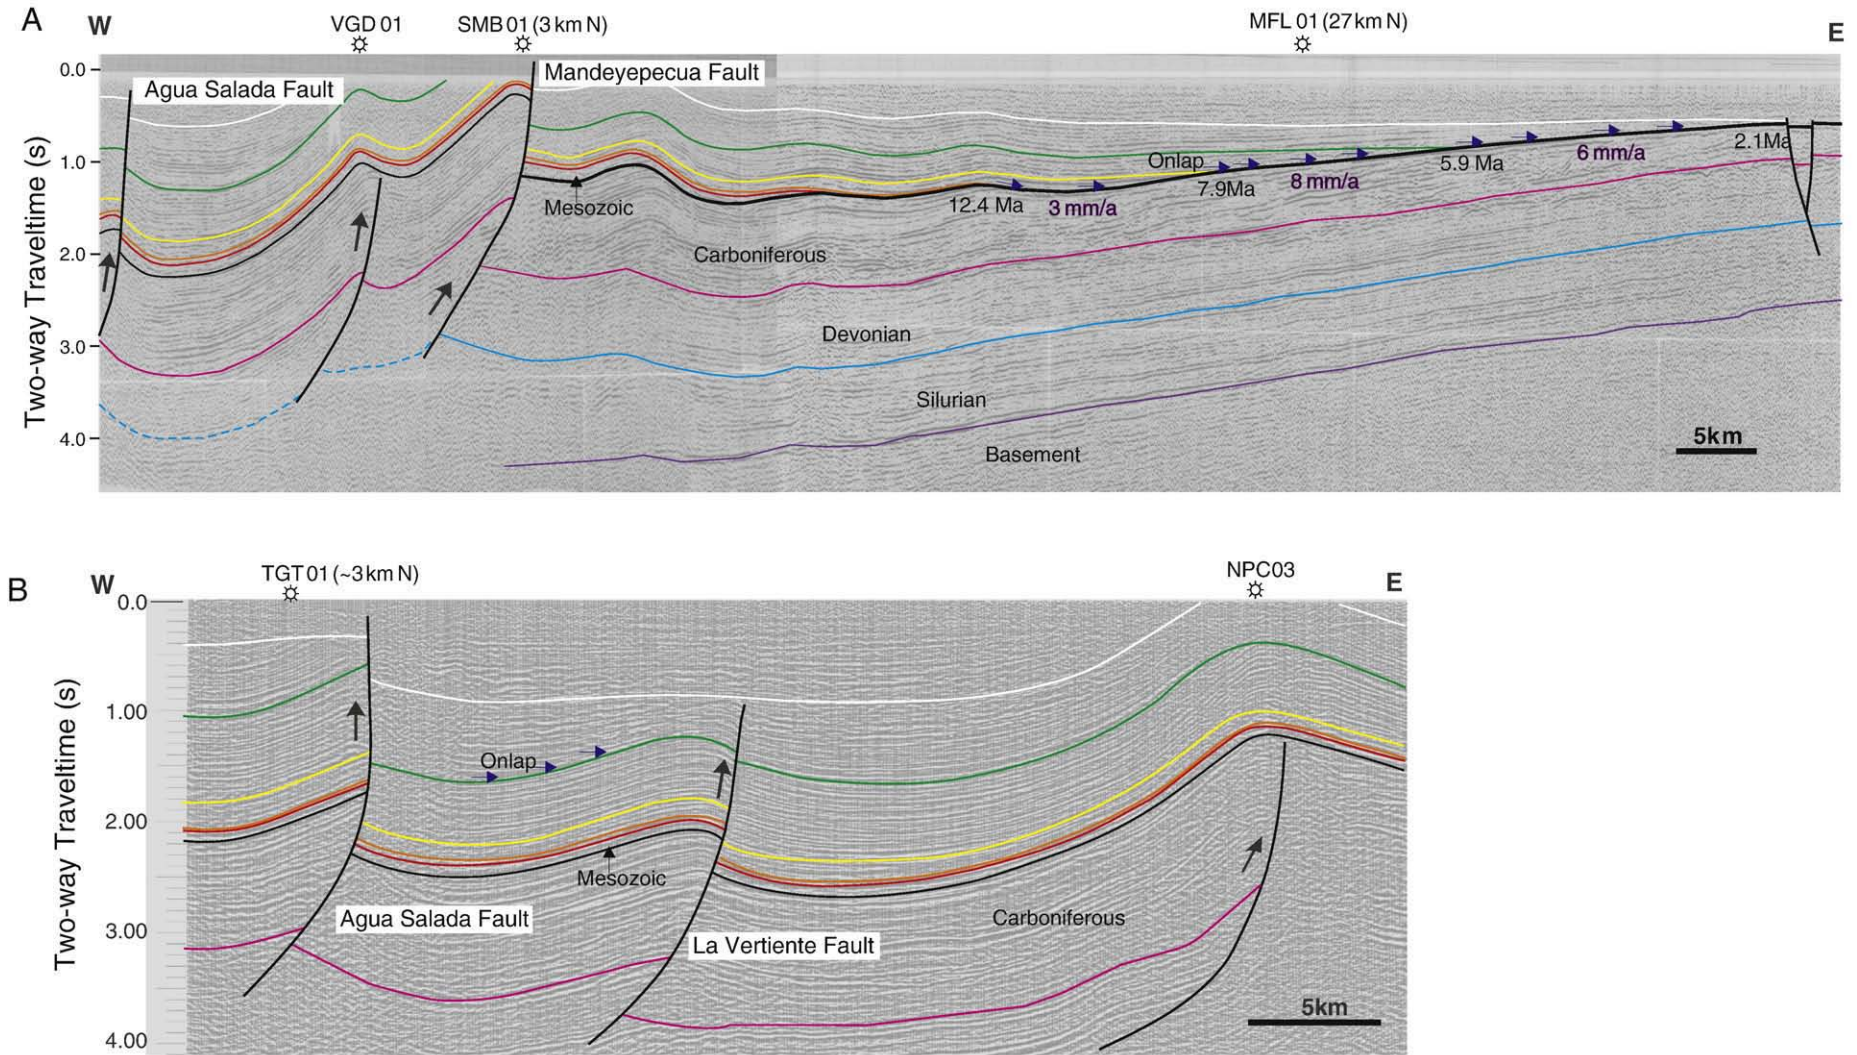 A
W
VGD 01
SMB 01 (3 km N)
MFL 01 (27 km N)
E
Two-way Traveltime (s)
0.0
1.0
2.0
3.0
4.0
Agua Salada Fault
Mandeyepecua Fault
Mesozoic
Carboniferous
Devonian
Silurian
Basement
Onlap
12.4 Ma
3 mm/a
7.9Ma
8 mm/a
5.9 Ma
6 mm/a
2.1Ma
5km
B
W
TGT 01 (~3 km N)
NPC03
E
Two-way Traveltime (s)
0.0
1.00
2.00
3.00
4.00
Onlap
Mesozoic
Agua Salada Fault
La Vertiente Fault
Carboniferous
5km